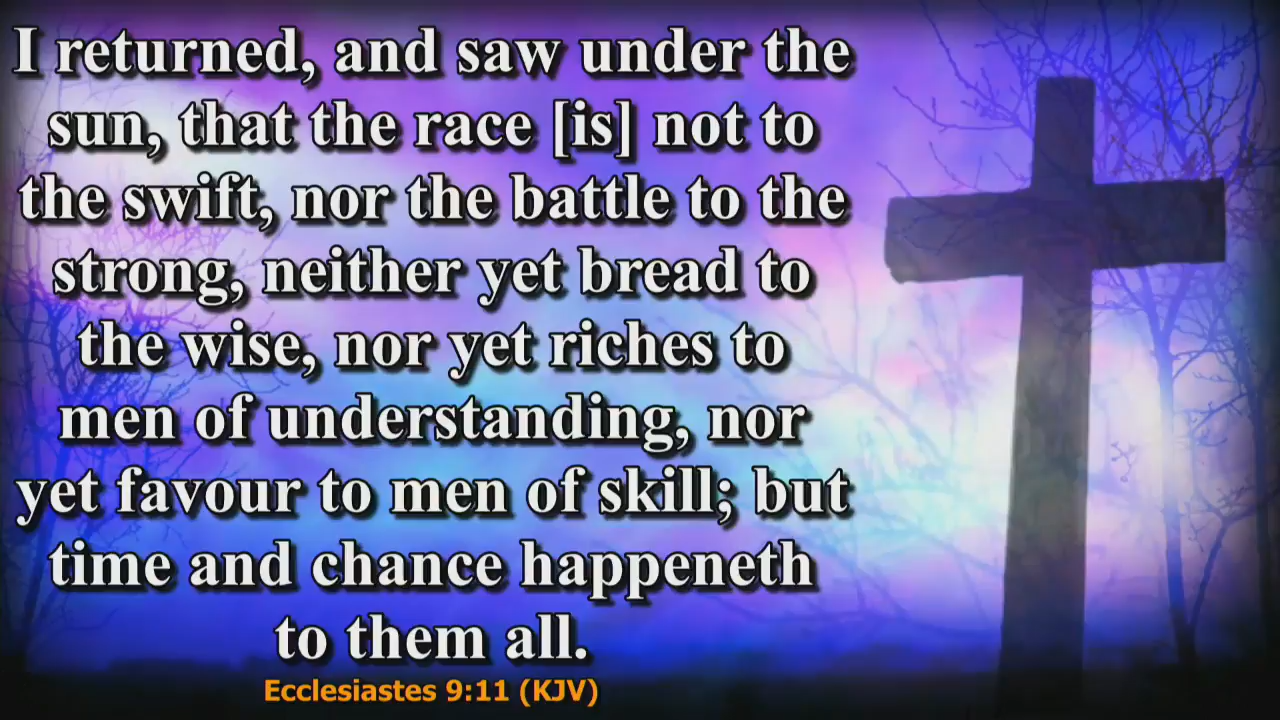 I returned, and saw under the
sun, that the race [is] not to
the swift, nor the battle to the
strong, neither yet bread to
the wise, nor yet riches to
men of understanding, nor
yet favour to men of skill; but
time and chance happeneth
to them all.
Ecclesiastes 9:11 (KJV)